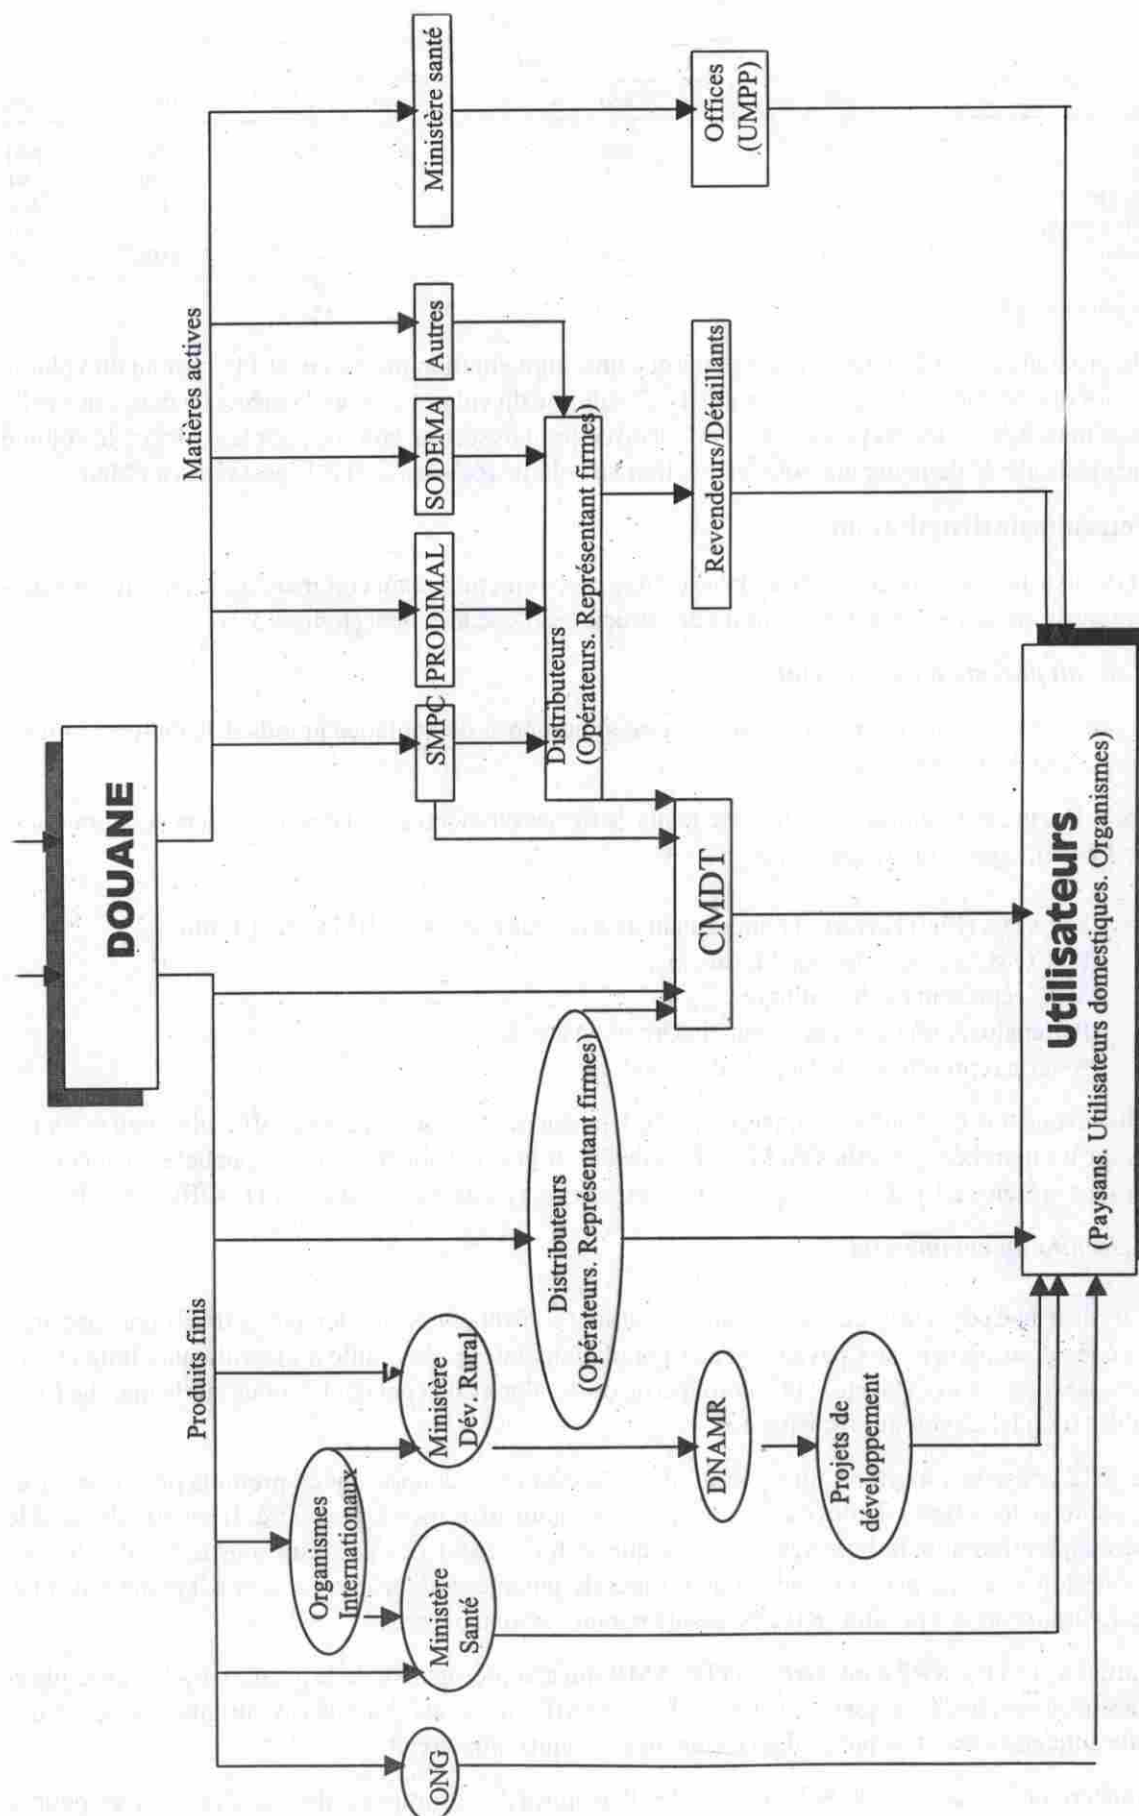 DOUANE
Produits finis
Matières actives
Organismes
Internationaux
ONG
Ministère
Santé
Ministère
Dév. Rural
Distributeurs
(Opérateurs. Représentant firmes)
SMPC
PRODIMAL
SODEMA
Autres
Ministère santé
Distributeurs
(Opérateurs. Représentant firmes)
DNAMR
Projets de
développement
CMDT
Revendeurs/Détaillants
Offices
(UMPP)
Utilisateurs
(Paysans. Utilisateurs domestiques. Organismes)